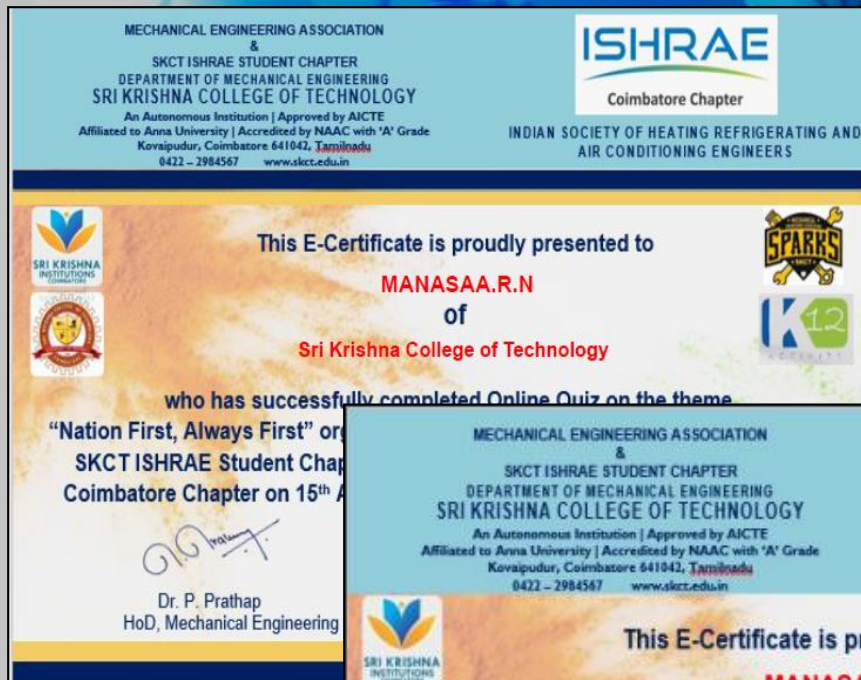 MECHANICAL ENGINEERING ASSOCIATION
&
SKCT ISHRAE STUDENT CHAPTER
DEPARTMENT OF MECHANICAL ENGINEERING
SRI KRISHNA COLLEGE OF TECHNOLOGY
An Autonomous Institution | Approved by AICTE
Affiliated to Anna University | Accredited by NAAC with 'A' Grade
Kovaipudur, Coimbatore 641042, Tamilnadu
0422 – 2984567 www.skct.edu.in
ISHRAE
Coimbatore Chapter
INDIAN SOCIETY OF HEATING REFRIGERATING AND
AIR CONDITIONING ENGINEERS
SRI KRISHNA
INSTITUTIONS
COIMBATORE
SPARKS
SKCT
K12
ACTIVITY
This E-Certificate is proudly presented to
MANASAA.R.N
of
Sri Krishna College of Technology
who has successfully completed Online Quiz on the theme
“Nation First, Always First” org
SKCT ISHRAE Student Chap
Coimbatore Chapter on 15th A
Dr. P. Prathap
HoD, Mechanical Engineering
MECHANICAL ENGINEERING ASSOCIATION
&
SKCT ISHRAE STUDENT CHAPTER
DEPARTMENT OF MECHANICAL ENGINEERING
SRI KRISHNA COLLEGE OF TECHNOLOGY
An Autonomous Institution | Approved by AICTE
Affiliated to Anna University | Accredited by NAAC with 'A' Grade
Kovaipudur, Coimbatore 641042, Tamilnadu
0422 – 2984567 www.skct.edu.in
SRI KRISHNA
INSTITUTIONS
This E-Certificate is pr
MANASA